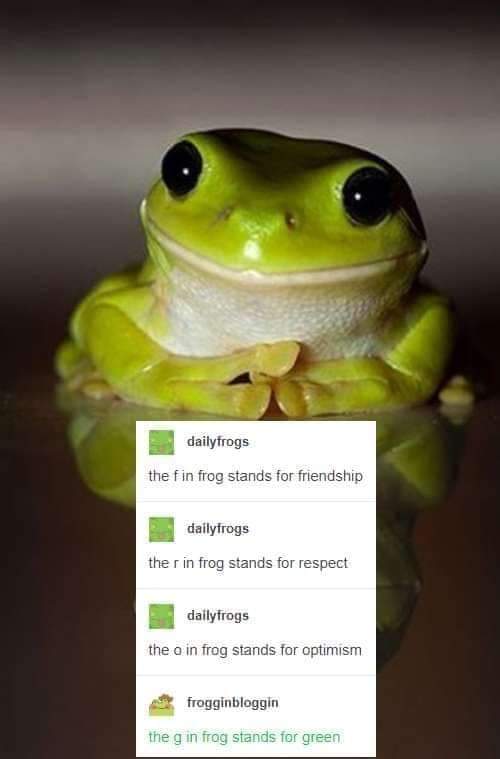 dailyfrogs
the f in frog stands for friendship
dailyfrogs
the r in frog stands for respect
dailyfrogs
the o in frog stands for optimism
frogginbloggin
the g in frog stands for green